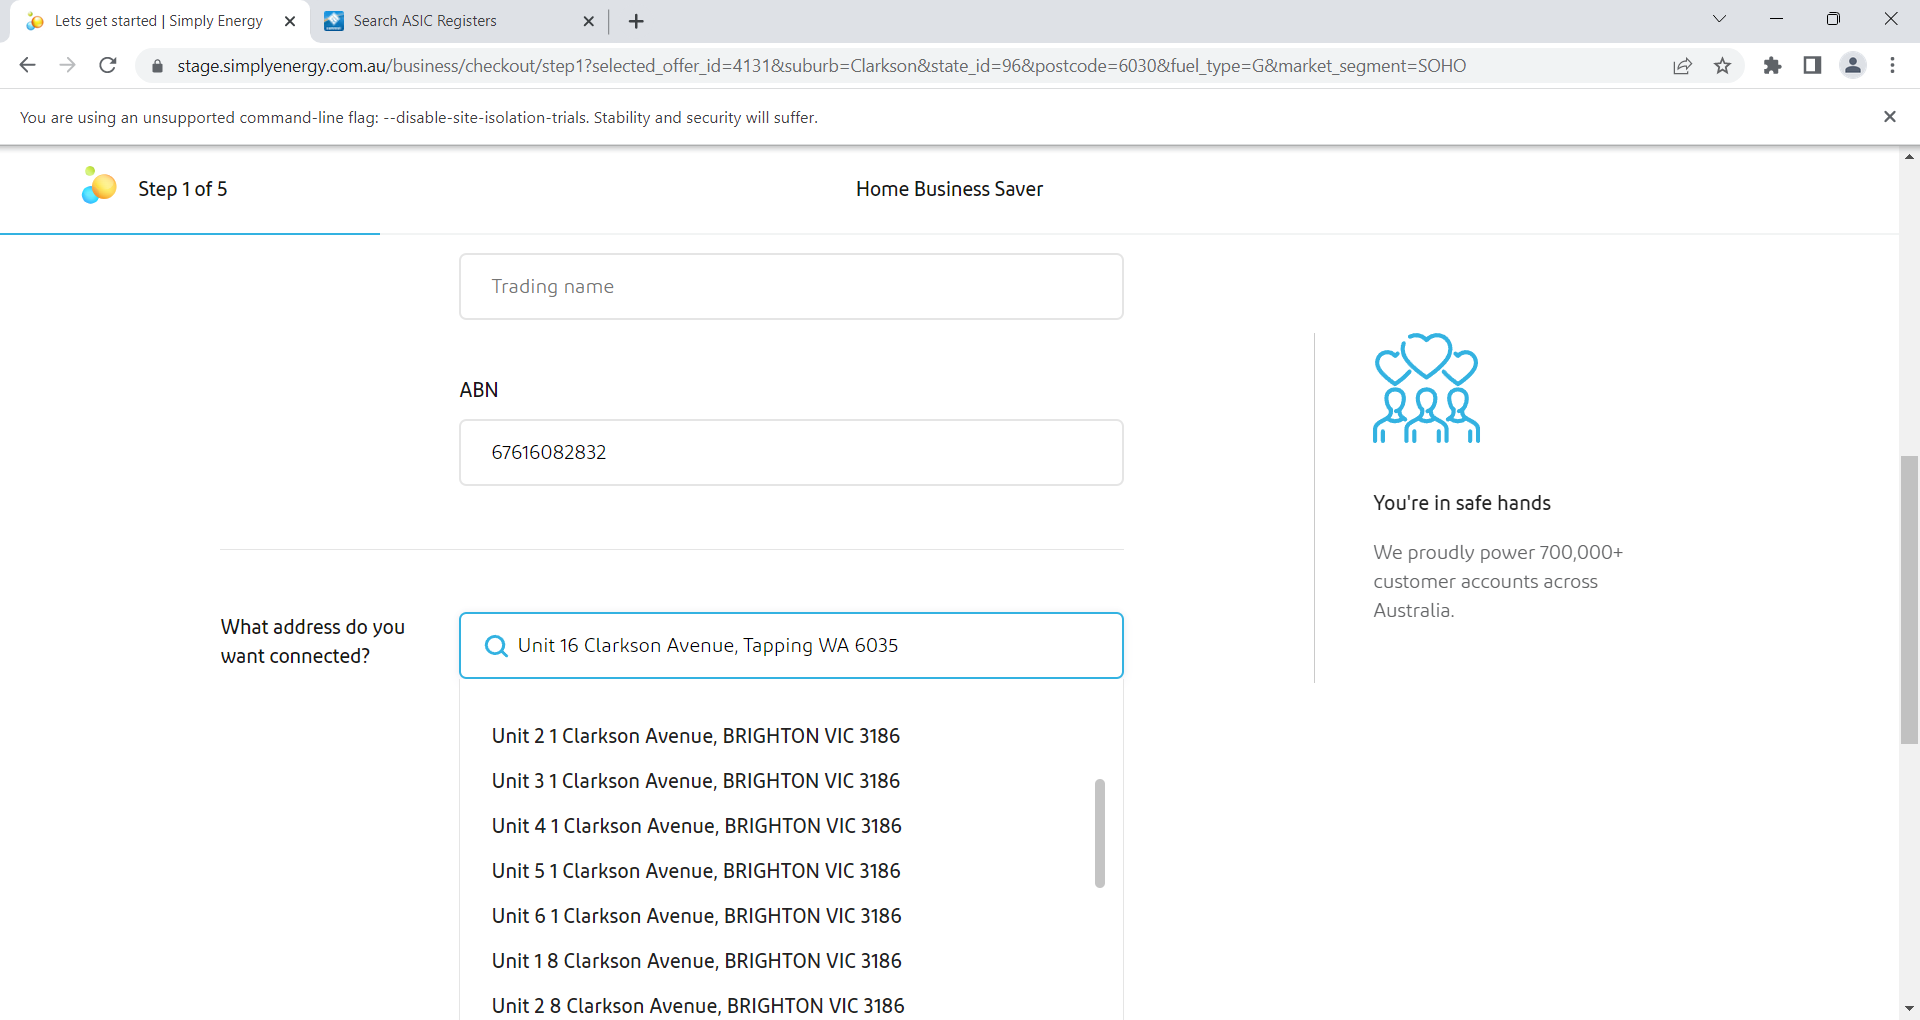 Lets get started | Simply Energy
Search ASIC Registers
stage.simplyenergy.com.au/business/checkout/step1?selected_offer_id=4131&suburb=Clarkson&state_id=96&postcode=6030&fuel_type=G&market_segment=SOHO
You are using an unsupported command-line flag: --disable-site-isolation-trials. Stability and security will suffer.
Step 1 of 5
Home Business Saver
Trading name
ABN
67616082832
You're in safe hands
We proudly power 700,000+
customer accounts across
Australia.
What address do you
want connected?
Unit 16 Clarkson Avenue, Tapping WA 6035
Unit 2 1 Clarkson Avenue, BRIGHTON VIC 3186
Unit 3 1 Clarkson Avenue, BRIGHTON VIC 3186
Unit 4 1 Clarkson Avenue, BRIGHTON VIC 3186
Unit 5 1 Clarkson Avenue, BRIGHTON VIC 3186
Unit 6 1 Clarkson Avenue, BRIGHTON VIC 3186
Unit 1 8 Clarkson Avenue, BRIGHTON VIC 3186
Unit 2 8 Clarkson Avenue, BRIGHTON VIC 3186